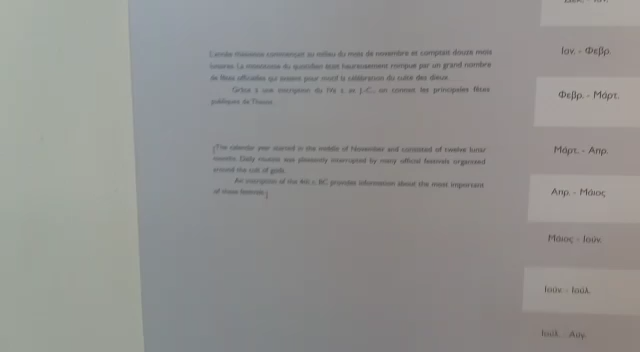 L'année thasienne commençait au milieu du mois de novembre et comptait douze mois
lunaires. La monotonie du quotidien était heureusement rompue par un grand nombre
de fêtes officielles qui avaient pour motif la célébration du culte des dieux.
Grâce à une inscription du IVe s. av. J.-C., on connaît les principales fêtes
publiques de Thasos.
[The calendar year started in the middle of November and consisted of twelve lunar
months. Daily routine was pleasantly interrupted by many official festivals organised
around the cult of gods.
An inscription of the 4th c. BC provides information about the most important
of these festivals.]
Ιαν. - Φεβρ.
Φεβρ. - Μάρτ.
Μάρτ. - Απρ.
Απρ. - Μάιος
Μάιος - Ιούν.
Ιούν. - Ιούλ.
Ιούλ. - Αύγ.